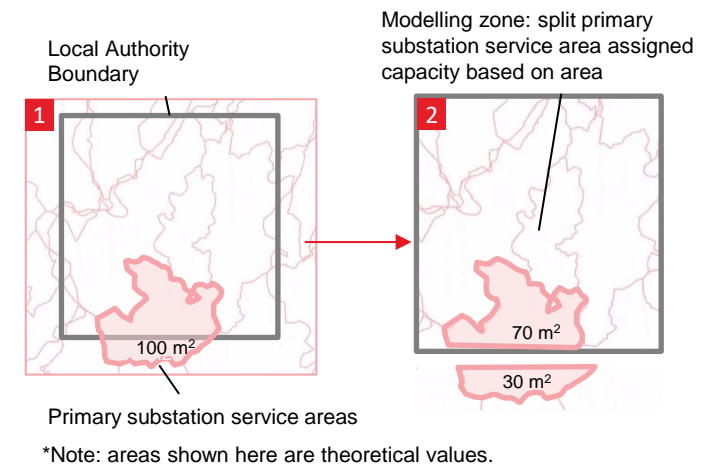 Local Authority
Boundary
Modelling zone: split primary
substation service area assigned
capacity based on area
1
2
100 m²
70 m²
30 m²
Primary substation service areas
*Note: areas shown here are theoretical values.